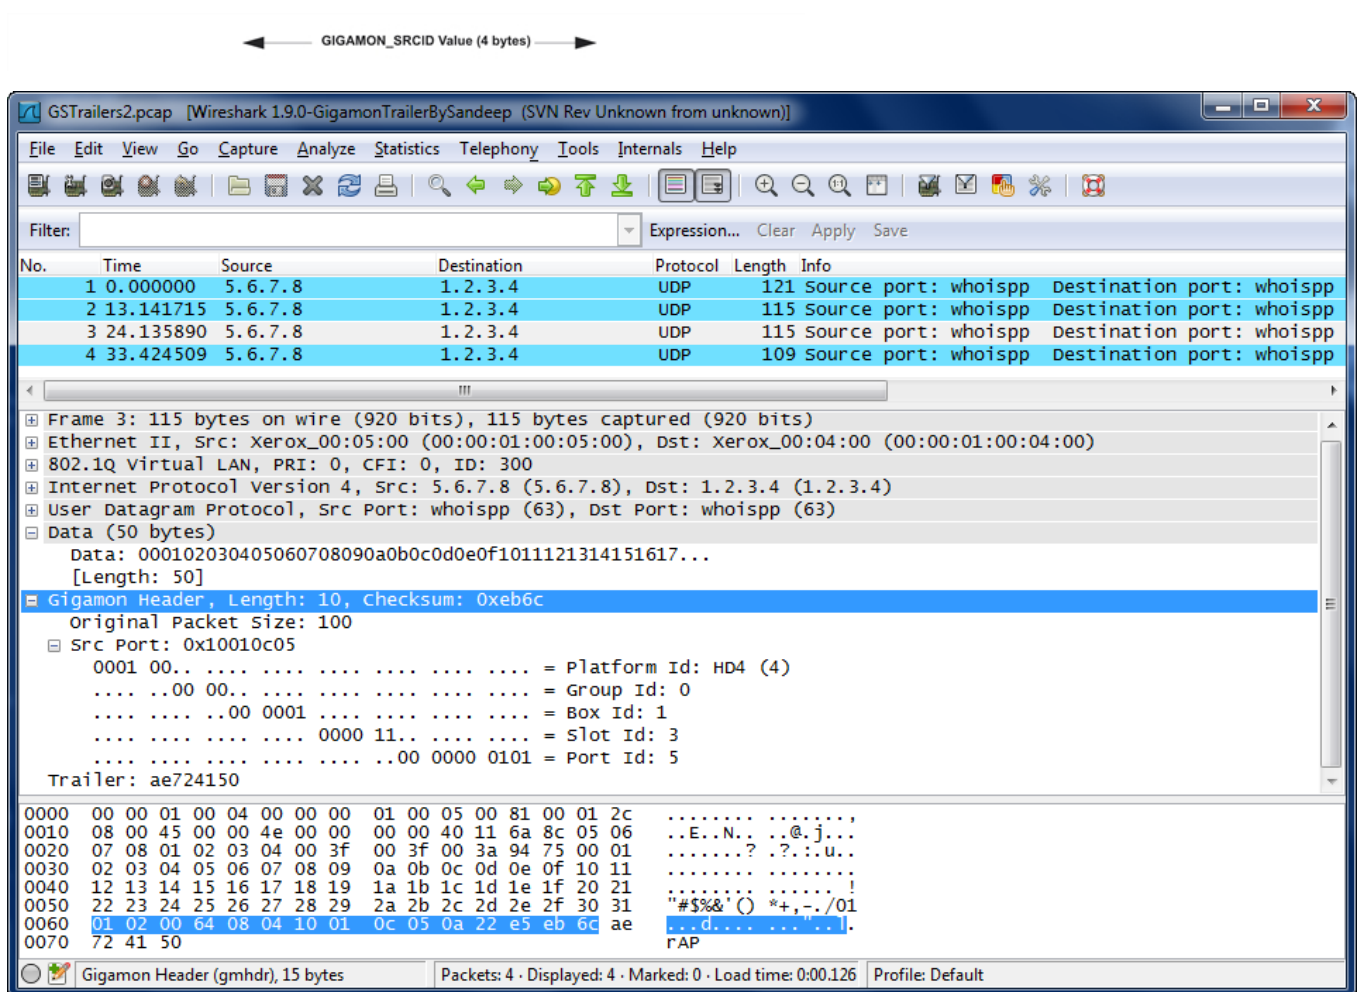 GIGAMON_SRCID Value (4 bytes)
GSTrailers2.pcap [Wireshark 1.9.0-GigamonTrailerBySandeep (SVN Rev Unknown from unknown)]
File Edit View Go Capture Analyze Statistics Telephony Tools Internals Help
Filter: Expression... Clear Apply Save
No. Time Source Destination Protocol Length Info
1 0.000000 5.6.7.8 1.2.3.4 UDP 121 Source port: whoispp Destination port: whoispp
2 13.141715 5.6.7.8 1.2.3.4 UDP 115 Source port: whoispp Destination port: whoispp
3 24.135890 5.6.7.8 1.2.3.4 UDP 115 Source port: whoispp Destination port: whoispp
4 33.424509 5.6.7.8 1.2.3.4 UDP 109 Source port: whoispp Destination port: whoispp
Frame 3: 115 bytes on wire (920 bits), 115 bytes captured (920 bits)
Ethernet II, Src: Xerox_00:05:00 (00:00:01:00:05:00), Dst: Xerox_00:04:00 (00:00:01:00:04:00)
802.1Q Virtual LAN, PRI: 0, CFI: 0, ID: 300
Internet Protocol Version 4, Src: 5.6.7.8 (5.6.7.8), Dst: 1.2.3.4 (1.2.3.4)
User Datagram Protocol, Src Port: whoispp (63), Dst Port: whoispp (63)
Data (50 bytes)
Data: 000102030405060708090a0b0c0d0e0f1011121314151617...
[Length: 50]
Gigamon Header, Length: 10, Checksum: 0xeb6c
Original Packet Size: 100
Src Port: 0x10010c05
0001 00.. .... .... .... .... .... .... = Platform Id: HD4 (4)
.... ..00 00.. .... .... .... .... .... = Group Id: 0
.... .... ..00 0001 .... .... .... .... = Box Id: 1
.... .... .... .... 0000 11.. .... .... = Slot Id: 3
.... .... .... .... .... ..00 0000 0101 = Port Id: 5
Trailer: ae724150
0000 00 00 01 00 04 00 00 00 01 00 05 00 81 00 01 2c ........ .......,
0010 08 00 45 00 00 4e 00 00 00 00 40 11 6a 8c 05 06 ..E..N.. ..@.j...
0020 07 08 01 02 03 04 00 3f 00 3f 00 3a 94 75 00 01 .......? .?.:.u..
0030 02 03 04 05 06 07 08 09 0a 0b 0c 0d 0e 0f 10 11 ........ ........
0040 12 13 14 15 16 17 18 19 1a 1b 1c 1d 1e 1f 20 21 ........ ...... !
0050 22 23 24 25 26 27 28 29 2a 2b 2c 2d 2e 2f 30 31 "#$%&'() *+,-./01
0060 01 02 00 64 08 04 10 01 0c 05 0a 22 e5 eb 6c ae ...d.... ..."..l.
0070 72 41 50 rAP
Gigamon Header (gmhdr), 15 bytes Packets: 4 · Displayed: 4 · Marked: 0 · Load time: 0:00.126 Profile: Default